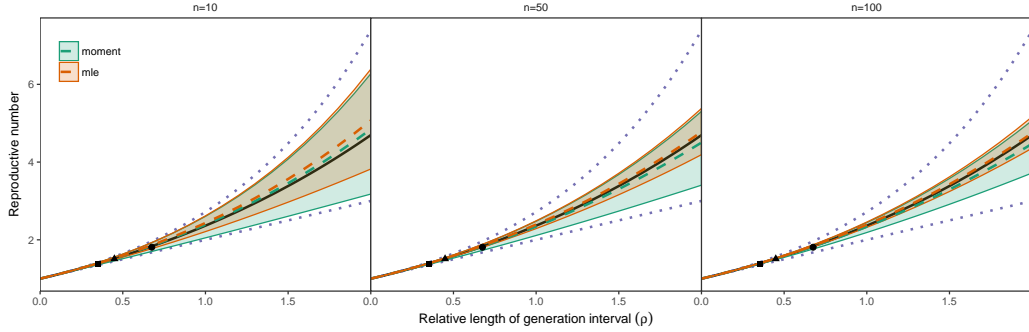 n=10
n=50
n=100
moment
mle
Reproductive number
6
4
2
0.0
0.5
1.0
1.5
0.0
0.5
1.0
1.5
0.0
0.5
1.0
1.5
Relative length of generation interval (ρ)